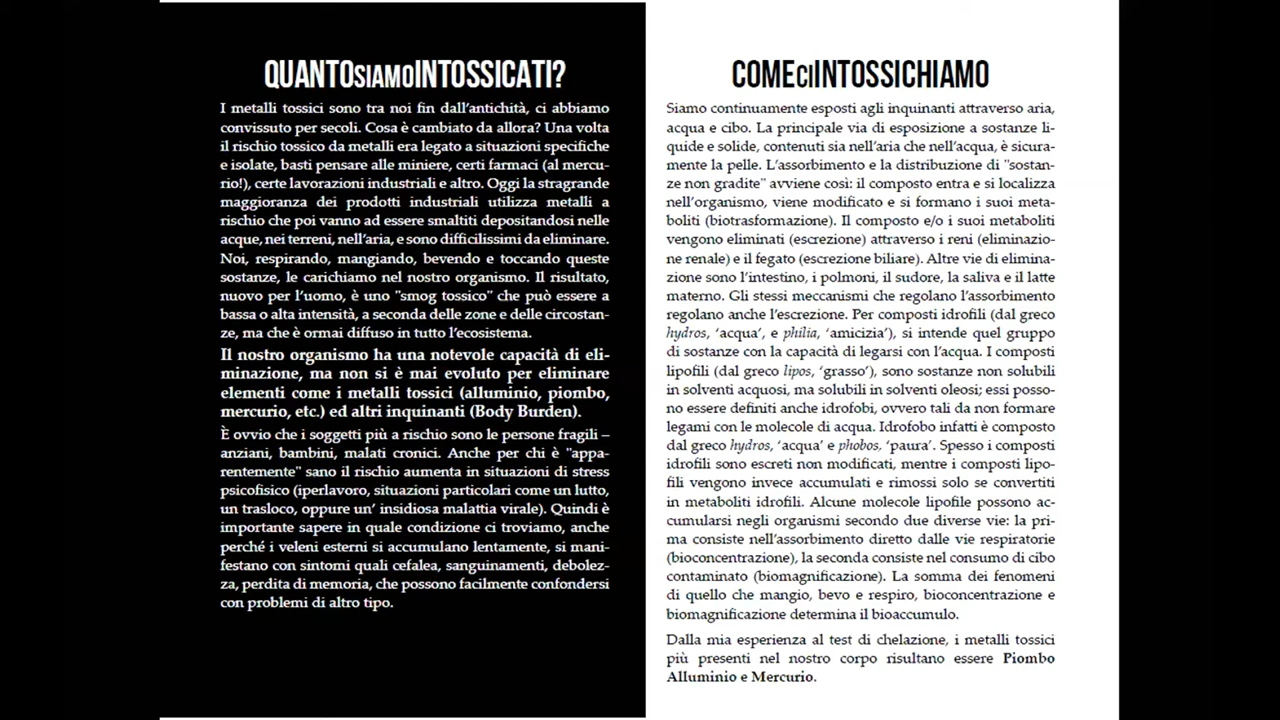 QUANTO SIAMO INTOSSICATI?
I metalli tossici sono tra noi fin dall'antichità, ci abbiamo
convissuto per secoli. Cosa è cambiato da allora? Una volta
il rischio tossico da metalli era legato a situazioni specifiche
e isolate, basti pensare alle miniere, certi farmaci (al mercu-
rio!), certe lavorazioni industriali e altro. Oggi la stragrande
maggioranza dei prodotti industriali utilizza metalli a
rischio che poi vanno ad essere smaltiti depositandosi nelle
acque, nei terreni, nell'aria, e sono difficilissimi da eliminare.
Noi, respirando, mangiando, bevendo e toccando queste
sostanze, le carichiamo nel nostro organismo. Il risultato,
nuovo per l'uomo, è uno "smog tossico" che può essere a
bassa o alta intensità, a seconda delle zone e delle circostan-
ze, ma che è ormai diffuso in tutto l'ecosistema.
Il nostro organismo ha una notevole capacità di eli-
minazione, ma non si è mai evoluto per eliminare
elementi come i metalli tossici (alluminio, piombo,
mercurio, etc.) ed altri inquinanti (Body Burden).
È ovvio che i soggetti più a rischio sono le persone fragili –
anziani, bambini, malati cronici. Anche per chi è "appa-
rentemente" sano il rischio aumenta in situazioni di stress
psicofisico (iperlavoro, situazioni particolari come un lutto,
un trasloco, oppure un' insidiosa malattia virale). Quindi è
importante sapere in quale condizione ci troviamo, anche
perché i veleni esterni si accumulano lentamente, si mani-
festano con sintomi quali cefalea, sanguinamenti, debolez-
za, perdita di memoria, che possono facilmente confondersi
con problemi di altro tipo.
COME CI INTOSSICHIAMO
Siamo continuamente esposti agli inquinanti attraverso aria,
acqua e cibo. La principale via di esposizione a sostanze li-
quide e solide, contenuti sia nell'aria che nell'acqua, è sicura-
mente la pelle. L'assorbimento e la distribuzione di "sostan-
ze non gradite" avviene così: il composto entra e si localizza
nell'organismo, viene modificato e si formano i suoi meta-
boliti (biotrasformazione). Il composto e/o i suoi metaboliti
vengono eliminati (escrezione) attraverso i reni (eliminazio-
ne renale) e il fegato (escrezione biliare). Altre vie di elimina-
zione sono l'intestino, i polmoni, il sudore, la saliva e il latte
materno. Gli stessi meccanismi che regolano l'assorbimento
regolano anche l'escrezione. Per composti idrofili (dal greco
hydros, 'acqua', e philia, 'amicizia'), si intende quel gruppo
di sostanze con la capacità di legarsi con l'acqua. I composti
lipofili (dal greco lipos, 'grasso'), sono sostanze non solubili
in solventi acquosi, ma solubili in solventi oleosi; essi posso-
no essere definiti anche idrofobi, ovvero tali da non formare
legami con le molecole di acqua. Idrofobo infatti è composto
dal greco hydros, 'acqua' e phobos, 'paura'. Spesso i composti
idrofili sono escreti non modificati, mentre i composti lipo-
fili vengono invece accumulati e rimossi solo se convertiti
in metaboliti idrofili. Alcune molecole lipofile possono ac-
cumularsi negli organismi secondo due diverse vie: la pri-
ma consiste nell'assorbimento diretto dalle vie respiratorie
(bioconcentrazione), la seconda consiste nel consumo di cibo
contaminato (biomagnificazione). La somma dei fenomeni
di quello che mangio, bevo e respiro, bioconcentrazione e
biomagnificazione determina il bioaccumulo.
Dalla mia esperienza al test di chelazione, i metalli tossici
più presenti nel nostro corpo risultano essere Piombo
Alluminio e Mercurio.